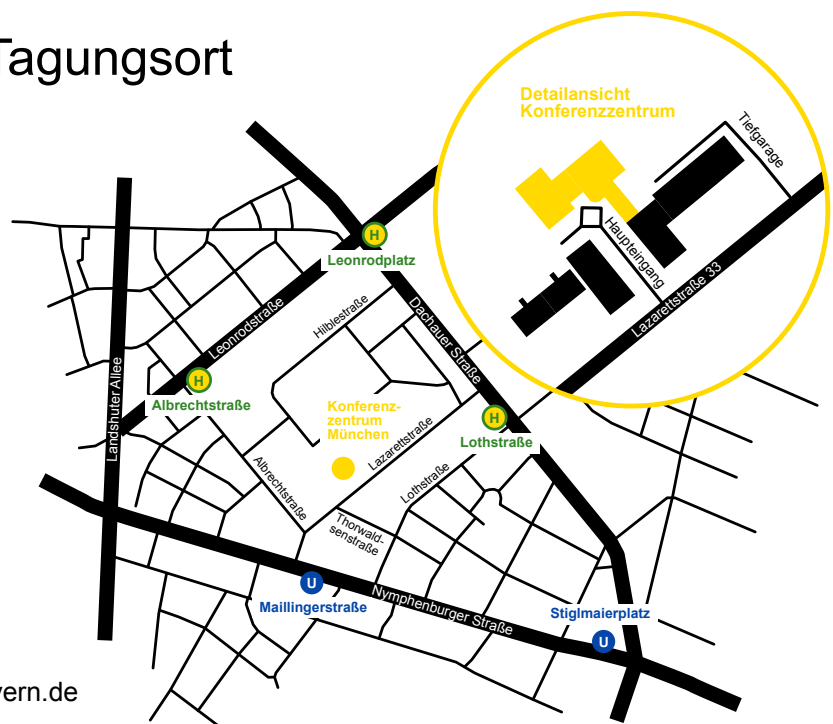 Tagungsort
Detailansicht
Konferenzzentrum
Tiefgarage
Haupteingang
Lazarettstraße 33
H
Leonrodplatz
Hilblestraße
Leonrodstraße
Dachauer Straße
Landshuter Allee
H
Albrechtstraße
Konferenz-
zentrum
München
H
Lothstraße
Lazarettstraße
Albrechtstraße
Lothstraße
Thorwald-
senstraße
U
Maillingerstraße
Nymphenburger Straße
Stiglmaierplatz
U
vern.de